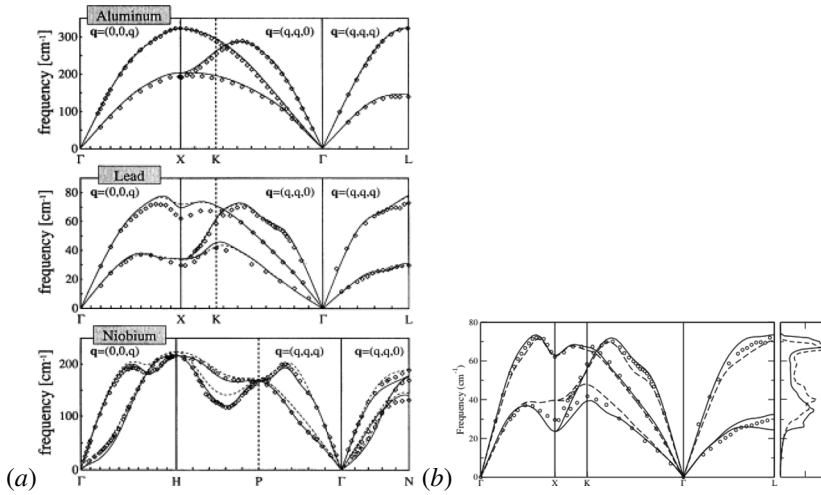 Aluminum
q=(0,0,q) q=(q,q,0) q=(q,q,q)
frequency [cm⁻¹]
300
200
100
0
Γ X K Γ L
Lead
q=(0,0,q) q=(q,q,0) q=(q,q,q)
frequency [cm⁻¹]
80
60
40
20
0
Γ X K Γ L
Niobium
q=(0,0,q) q=(q,q,q) q=(q,q,0)
frequency [cm⁻¹]
200
100
0
Γ H P Γ N
(a)
Frequency (cm⁻¹)
80
60
40
20
0
Γ X K Γ L
(b)